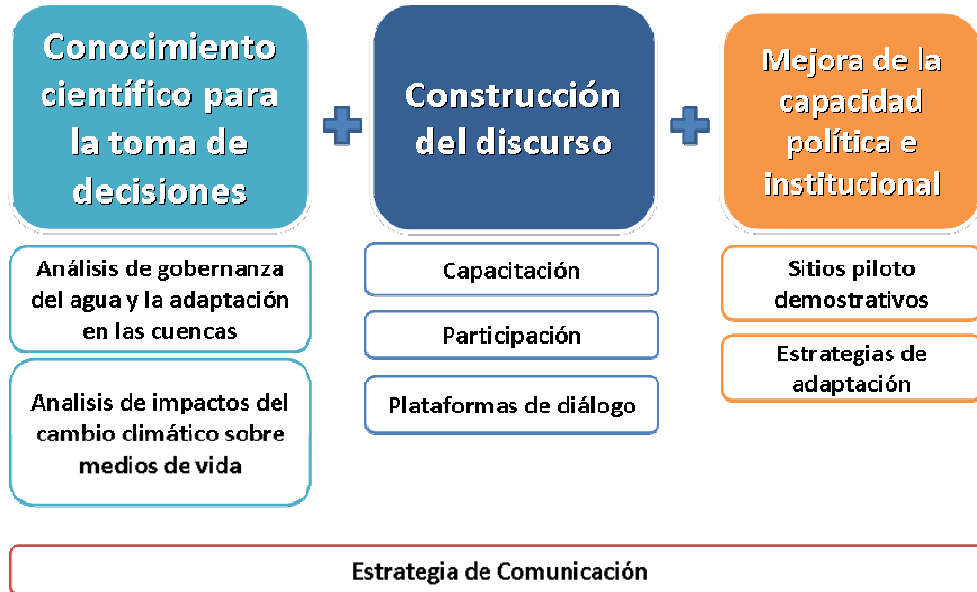 Conocimiento
científico para
la toma de
decisiones
Análisis de gobernanza
del agua y la adaptación
en las cuencas
Analisis de impactos del
cambio climático sobre
medios de vida
Construcción
del discurso
Capacitación
Participación
Plataformas de diálogo
Mejora de la
capacidad
política e
institucional
Sitios piloto
demostrativos
Estrategias de
adaptación
Estrategia de Comunicación